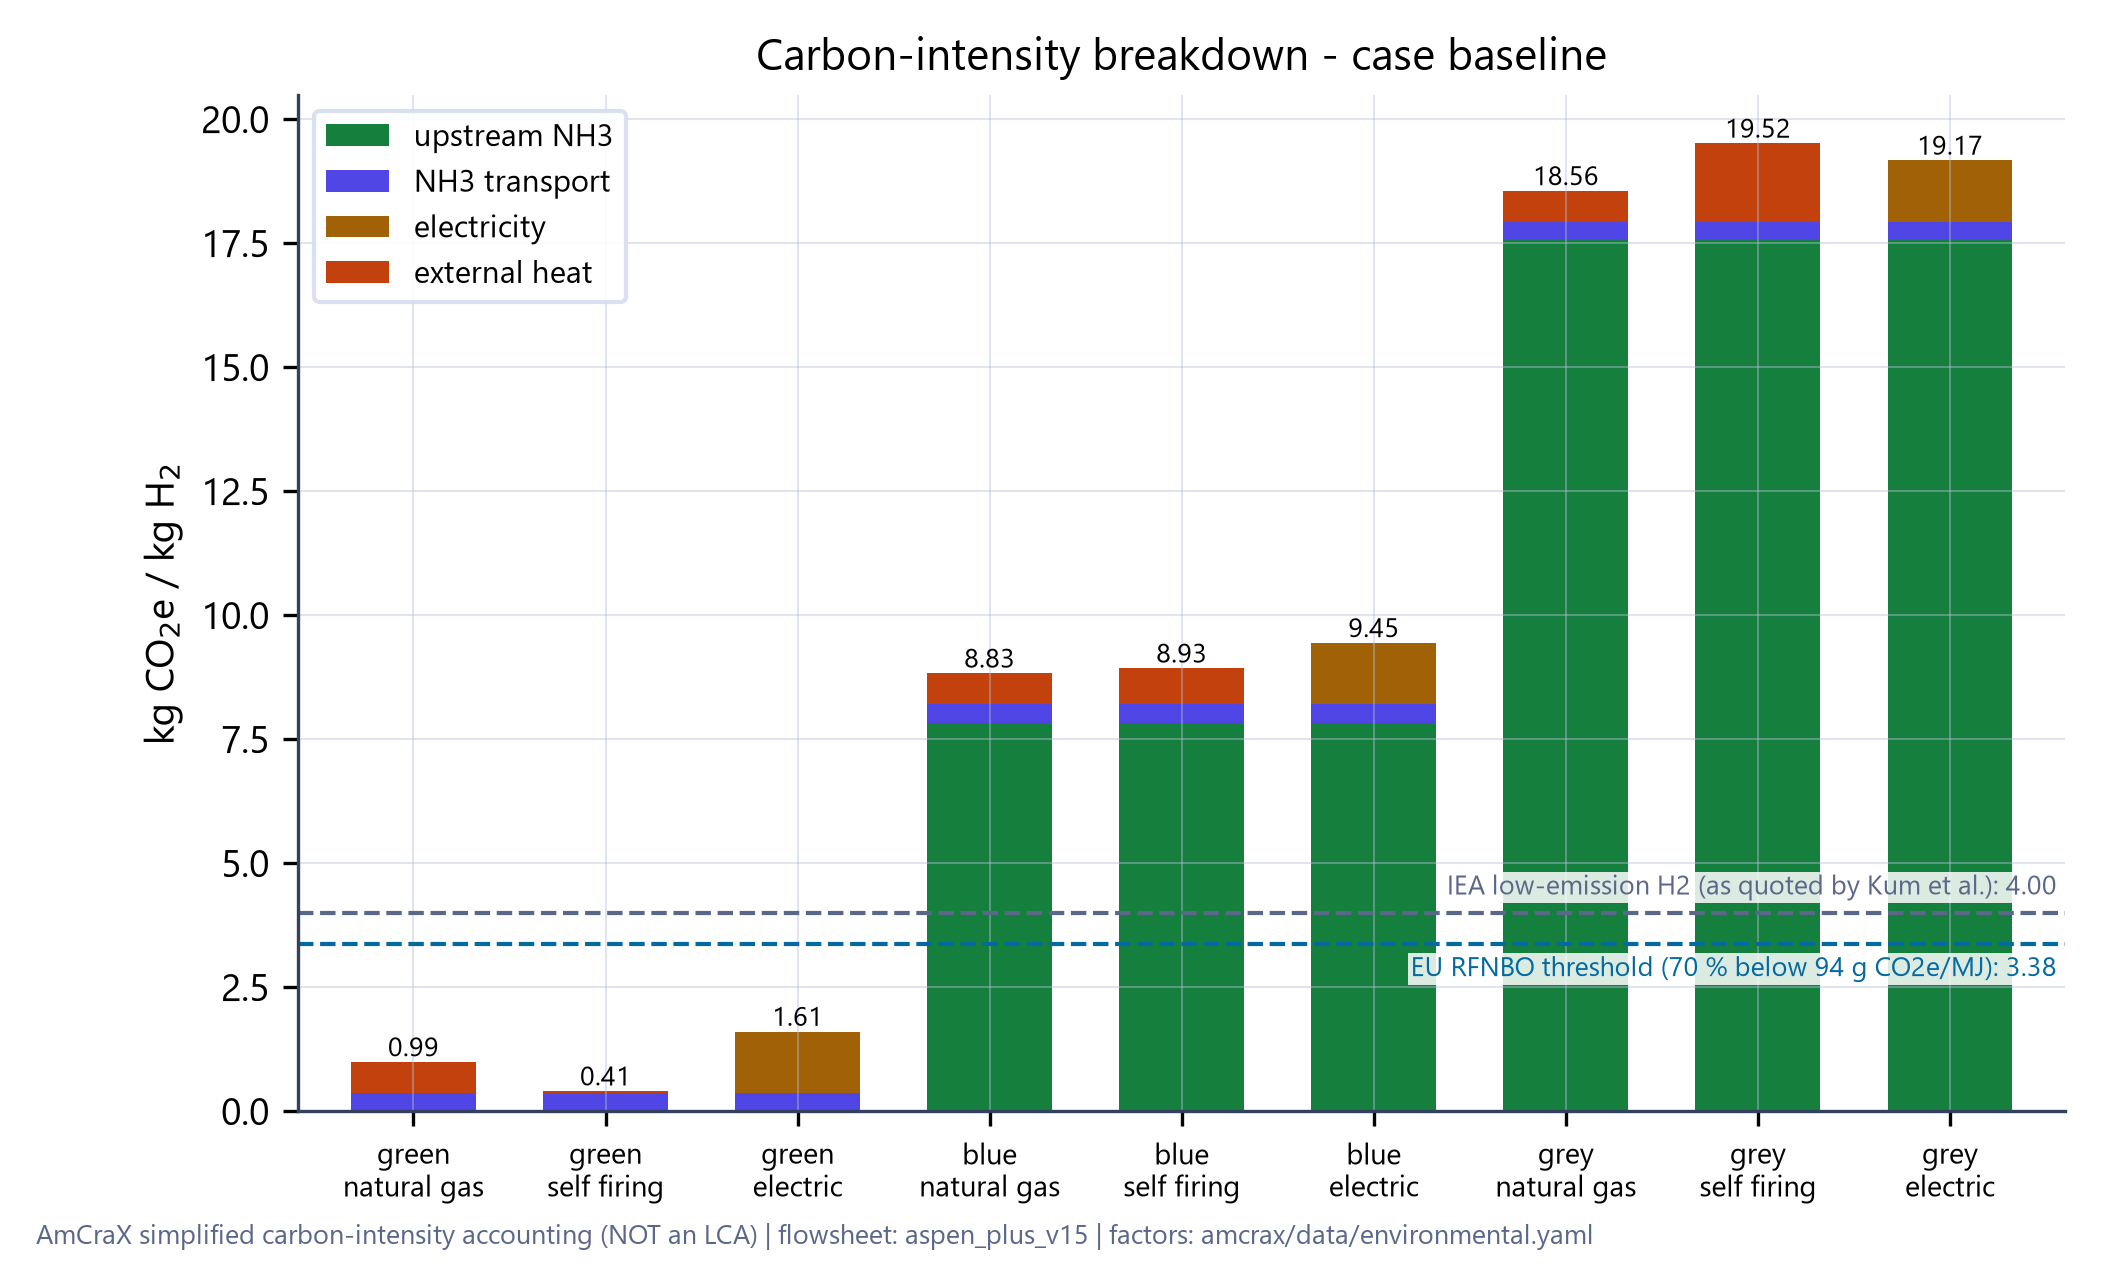 Carbon-intensity breakdown - case baseline
upstream NH3
NH3 transport
electricity
external heat
kg CO₂e / kg H₂
20.0
17.5
15.0
12.5
10.0
7.5
5.0
2.5
0.0
0.99
0.41
1.61
8.83
8.93
9.45
18.56
19.52
19.17
IEA low-emission H2 (as quoted by Kum et al.): 4.00
EU RFNBO threshold (70 % below 94 g CO2e/MJ): 3.38
green
natural gas
green
self firing
green
electric
blue
natural gas
blue
self firing
blue
electric
grey
natural gas
grey
self firing
grey
electric
AmCraX simplified carbon-intensity accounting (NOT an LCA) | flowsheet: aspen_plus_v15 | factors: amcrax/data/environmental.yaml